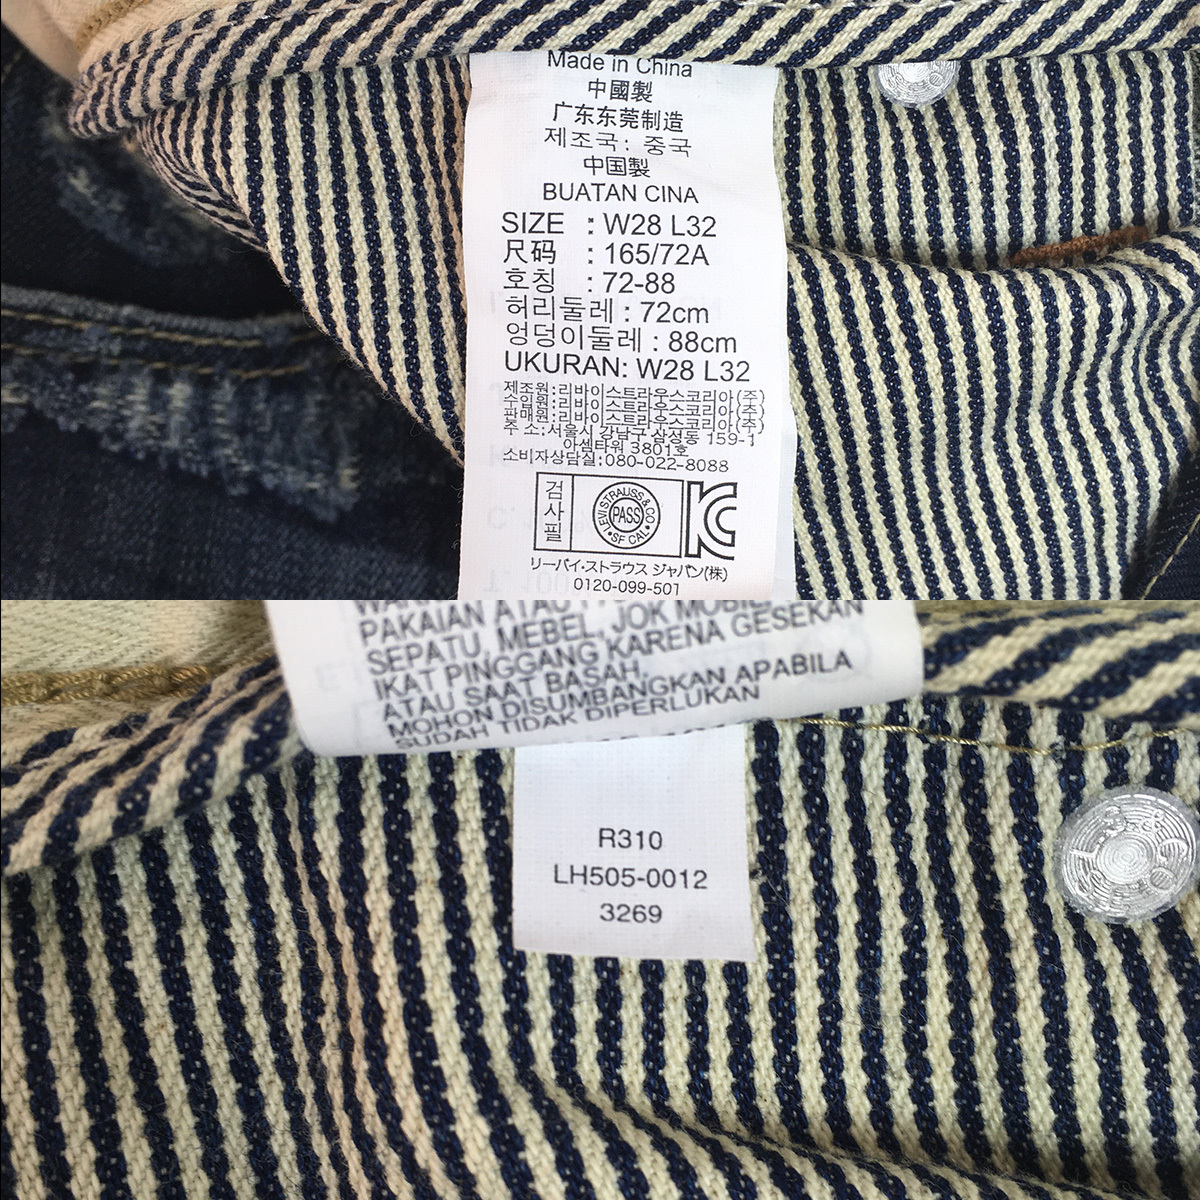 Made in China
中國製
广东东莞制造
제조국: 중국
中国製
BUATAN CINA
SIZE : W28 L32
尺码 : 165/72A
호칭 : 72-88
허리둘레 : 72cm
엉덩이둘레 : 88cm
UKURAN: W28 L32
제조원:리바이스트라우스코리아(주)
수입원:리바이스트라우스코리아(주)
판매원:리바이스트라우스코리아(주)
주 소:서울시 강남구 삼성동 159-1
아셈타워 3801호
소비자상담실:080-022-8088
검사필
LEVI STRAUSS & CO
PASS
SF CAL
リーバイ・ストラウス ジャパン(株)
0120-099-501
PAKAIAN ATAU
SEPATU, MEBEL, JOK MOBIL
IKAT PINGGANG KARENA GESEKAN
ATAU SAAT BASAH,
MOHON DISUMBANGKAN APABILA
SUDAH TIDAK DIPERLUKAN
R310
LH505-0012
3269